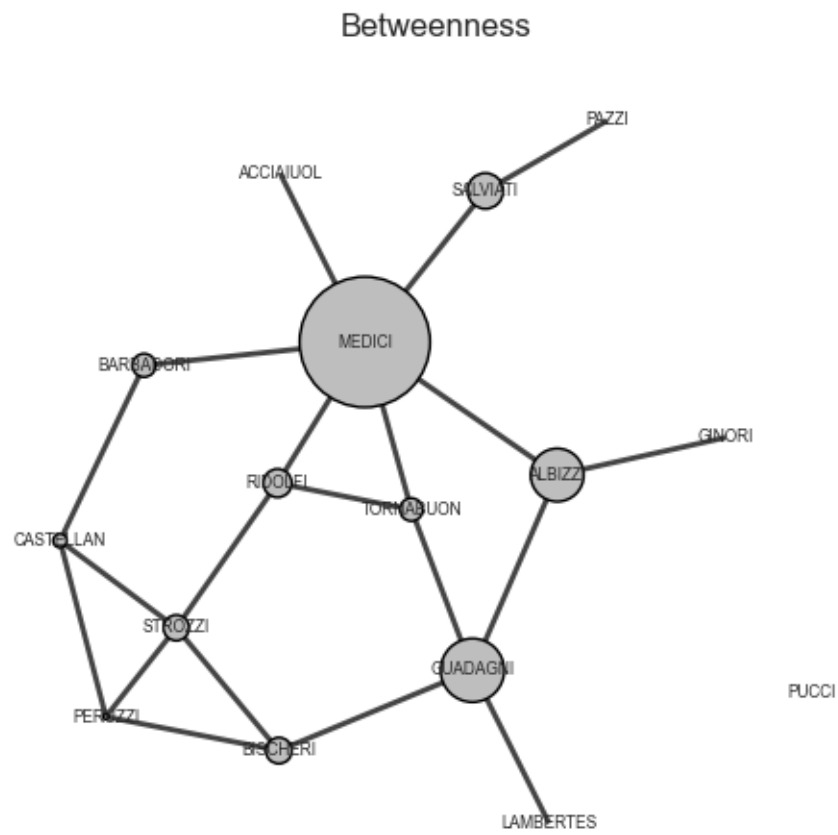 Betweenness
PAZZI
ACCIAIUOL
SALVIATI
MEDICI
BARBADORI
GINORI
ALBIZZI
RIDOLFI
TORNABUON
CASTELLAN
STROZZI
GUADAGNI
PUCCI
PERUZZI
BISCHERI
LAMBERTES